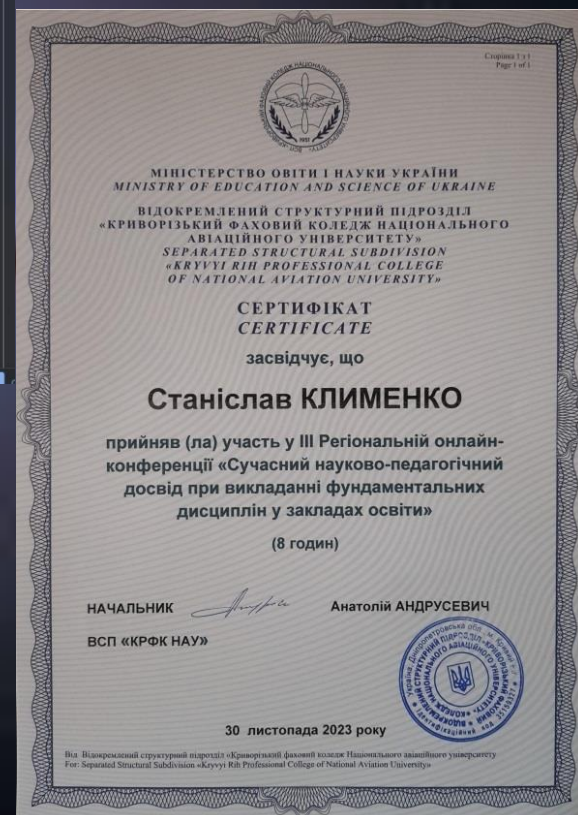 Сторінка 1 з 1
Page 1 of 1
МІНІСТЕРСТВО ОСВІТИ І НАУКИ УКРАЇНИ
MINISTRY OF EDUCATION AND SCIENCE OF UKRAINE
ВІДОКРЕМЛЕНИЙ СТРУКТУРНИЙ ПІДРОЗДІЛ
«КРИВОРІЗЬКИЙ ФАХОВИЙ КОЛЕДЖ НАЦІОНАЛЬНОГО
АВІАЦІЙНОГО УНІВЕРСИТЕТУ»
SEPARATED STRUCTURAL SUBDIVISION
«KRYVYI RIH PROFESSIONAL COLLEGE
OF NATIONAL AVIATION UNIVERSITY»
СЕРТИФІКАТ
CERTIFICATE
засвідчує, що
Станіслав КЛИМЕНКО
прийняв (ла) участь у ІІІ Регіональній онлайн-
конференції «Сучасний науково-педагогічний
досвід при викладанні фундаментальних
дисциплін у закладах освіти»
(8 годин)
НАЧАЛЬНИК Анатолій АНДРУСЕВИЧ
ВСП «КРФК НАУ»
30 листопада 2023 року
Від Відокремлений структурний підрозділ «Криворізький фаховий коледж Національного авіаційного університету
For: Separated Structural Subdivision «Kryvyi Rih Professional College of National Aviation University»